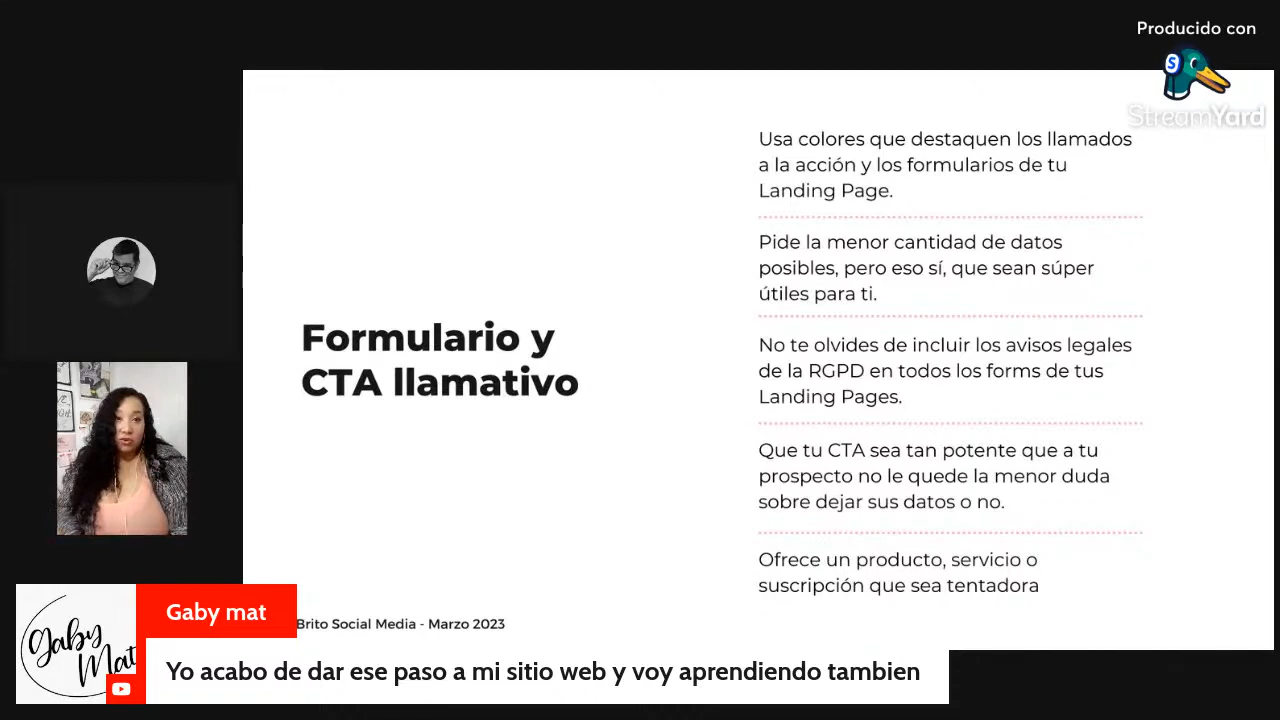 Producido con
StreamYard
Usa colores que destaquen los llamados
a la acción y los formularios de tu
Landing Page.
Pide la menor cantidad de datos
posibles, pero eso sí, que sean súper
útiles para ti.
Formulario y
CTA llamativo
No te olvides de incluir los avisos legales
de la RGPD en todos los forms de tus
Landing Pages.
Que tu CTA sea tan potente que a tu
prospecto no le quede la menor duda
sobre dejar sus datos o no.
Ofrece un producto, servicio o
suscripción que sea tentadora
Brito Social Media - Marzo 2023
Gaby mat
Gaby
Mat
Yo acabo de dar ese paso a mi sitio web y voy aprendiendo tambien